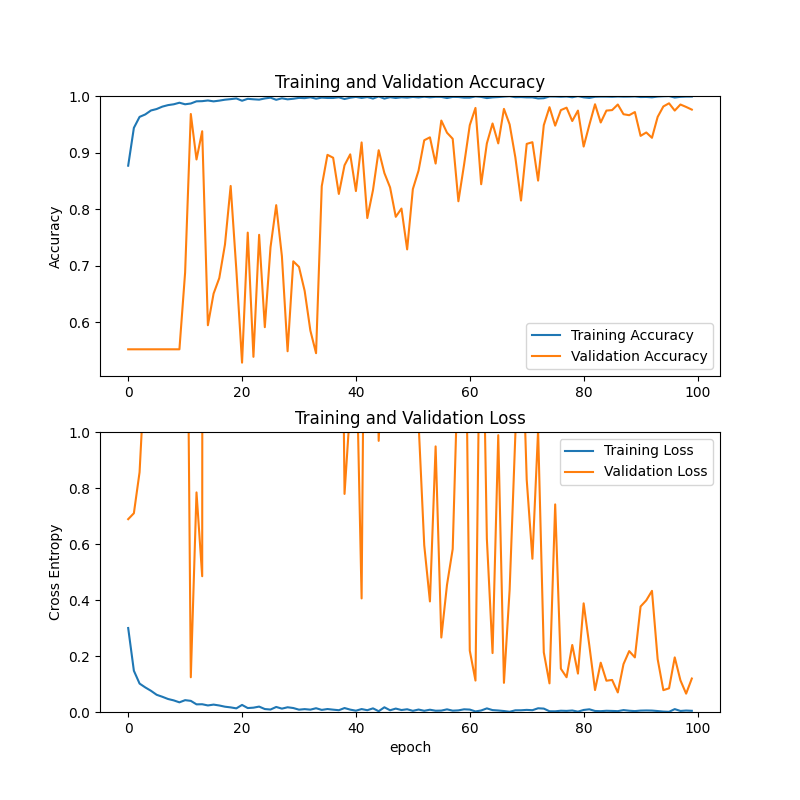 Training and Validation Accuracy
1.0
0.9
0.8
0.7
0.6
Accuracy
Training Accuracy
Validation Accuracy
0 20 40 60 80 100
Training and Validation Loss
1.0
0.8
0.6
0.4
0.2
0.0
Cross Entropy
Training Loss
Validation Loss
0 20 40 60 80 100
epoch